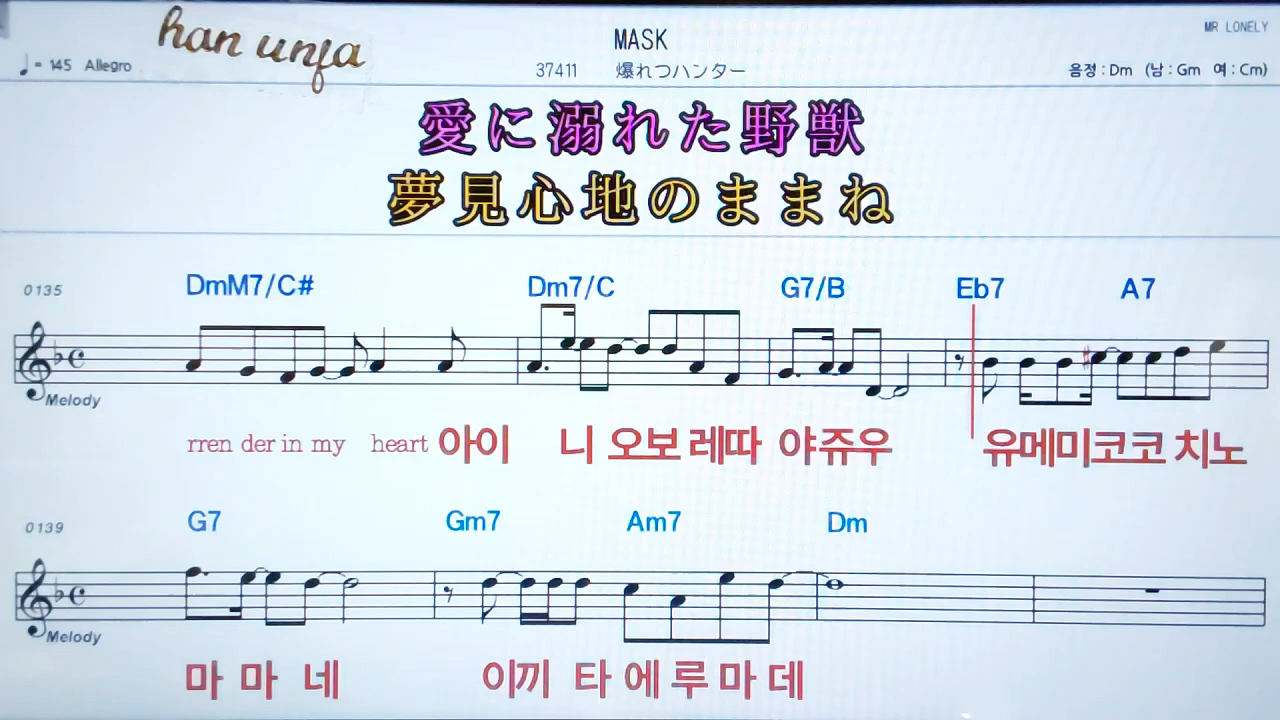 han unja
MASK
MR LONELY
♩= 145 Allegro
37411 爆れつハンター
음정 : Dm (남 : Gm 여 : Cm)
愛に溺れた野獣
夢見心地のままね
0135 DmM7/C# Dm7/C G7/B Eb7 A7
Melody
rren der in my heart 아이 니 오보 레따 야쥬우 유메미코코 치노
0139 G7 Gm7 Am7 Dm
Melody
마 마 네 이끼 타 에 루 마 데